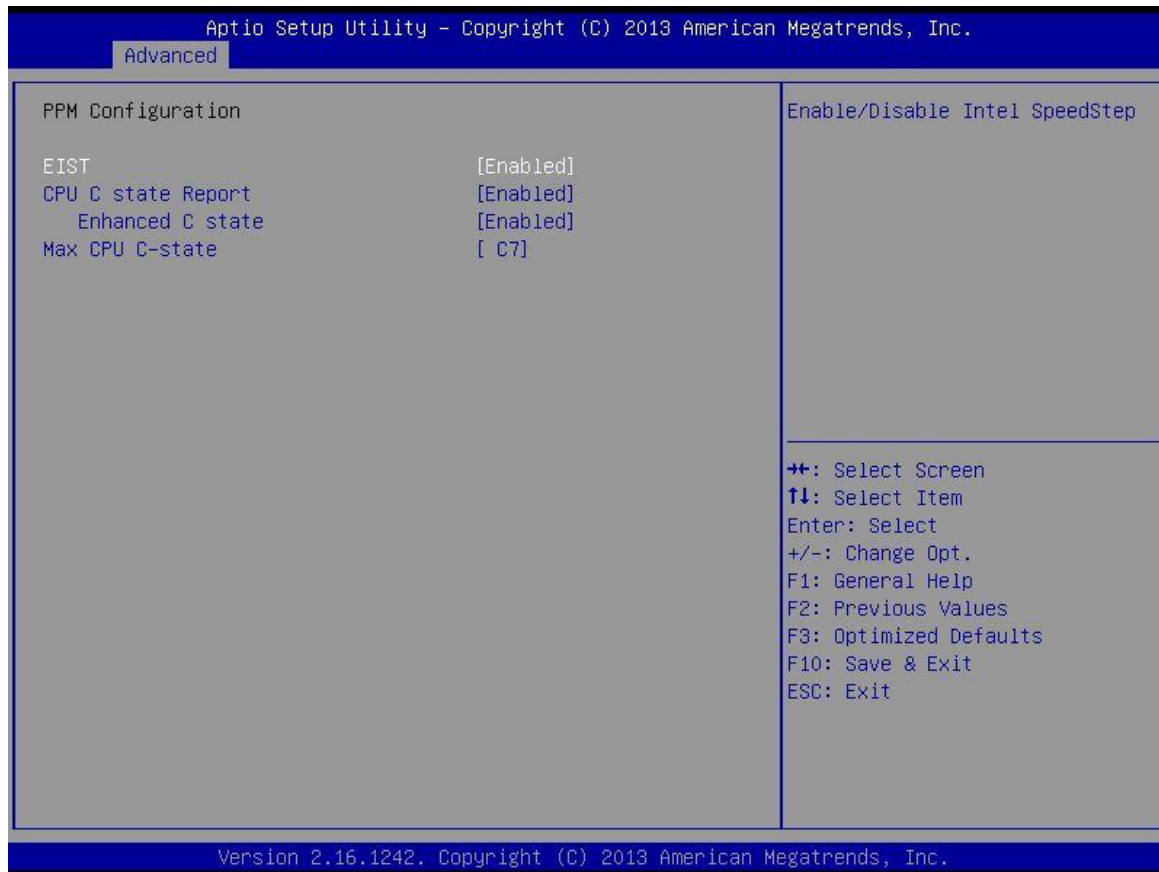 Aptio Setup Utility – Copyright (C) 2013 American Megatrends, Inc.
Advanced
PPM Configuration
EIST [Enabled]
CPU C state Report [Enabled]
Enhanced C state [Enabled]
Max CPU C-state [ C7]
Enable/Disable Intel SpeedStep
→←: Select Screen
↑↓: Select Item
Enter: Select
+/-: Change Opt.
F1: General Help
F2: Previous Values
F3: Optimized Defaults
F10: Save & Exit
ESC: Exit
Version 2.16.1242. Copyright (C) 2013 American Megatrends, Inc.